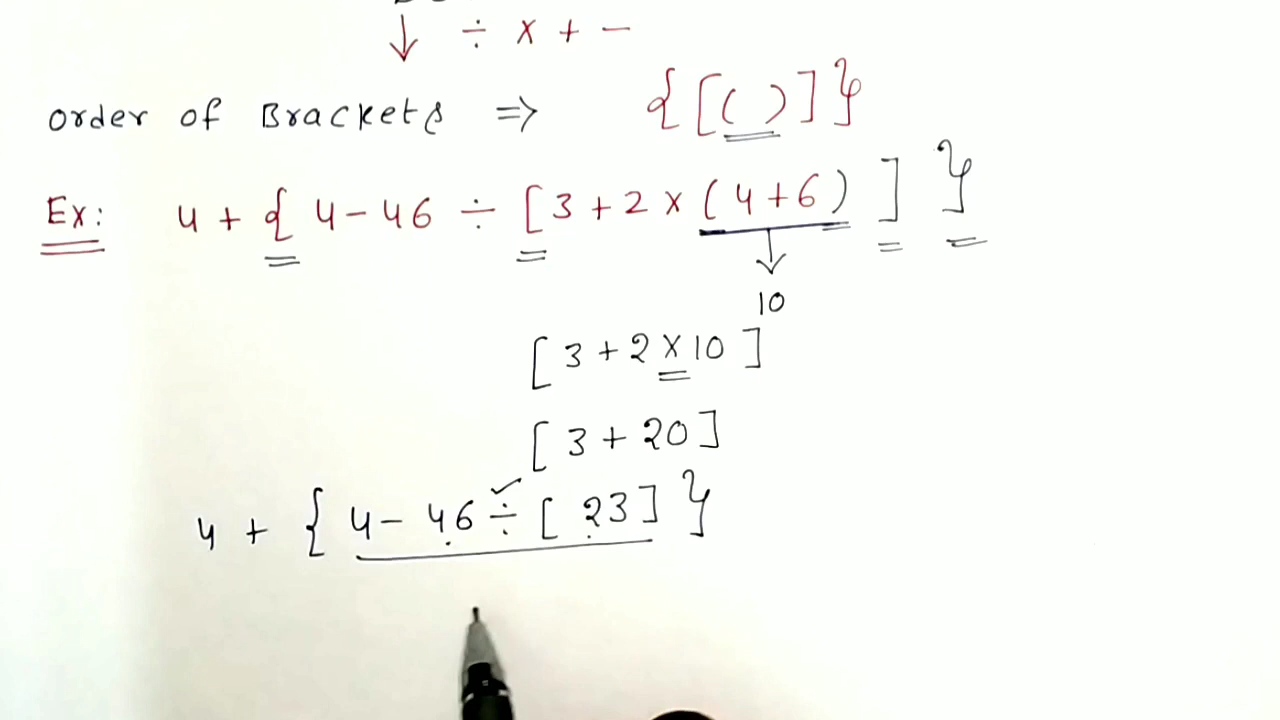 ↓ ÷ × + −
Order of Brackets ⇒ {[( )]}
Ex: 4 + { 4 − 46 ÷ [ 3 + 2 × ( 4 + 6 ) ] }
↓
10
[ 3 + 2 × 10 ]
[ 3 + 20 ]
4 + { 4 − 46 ÷ [ 23 ] }